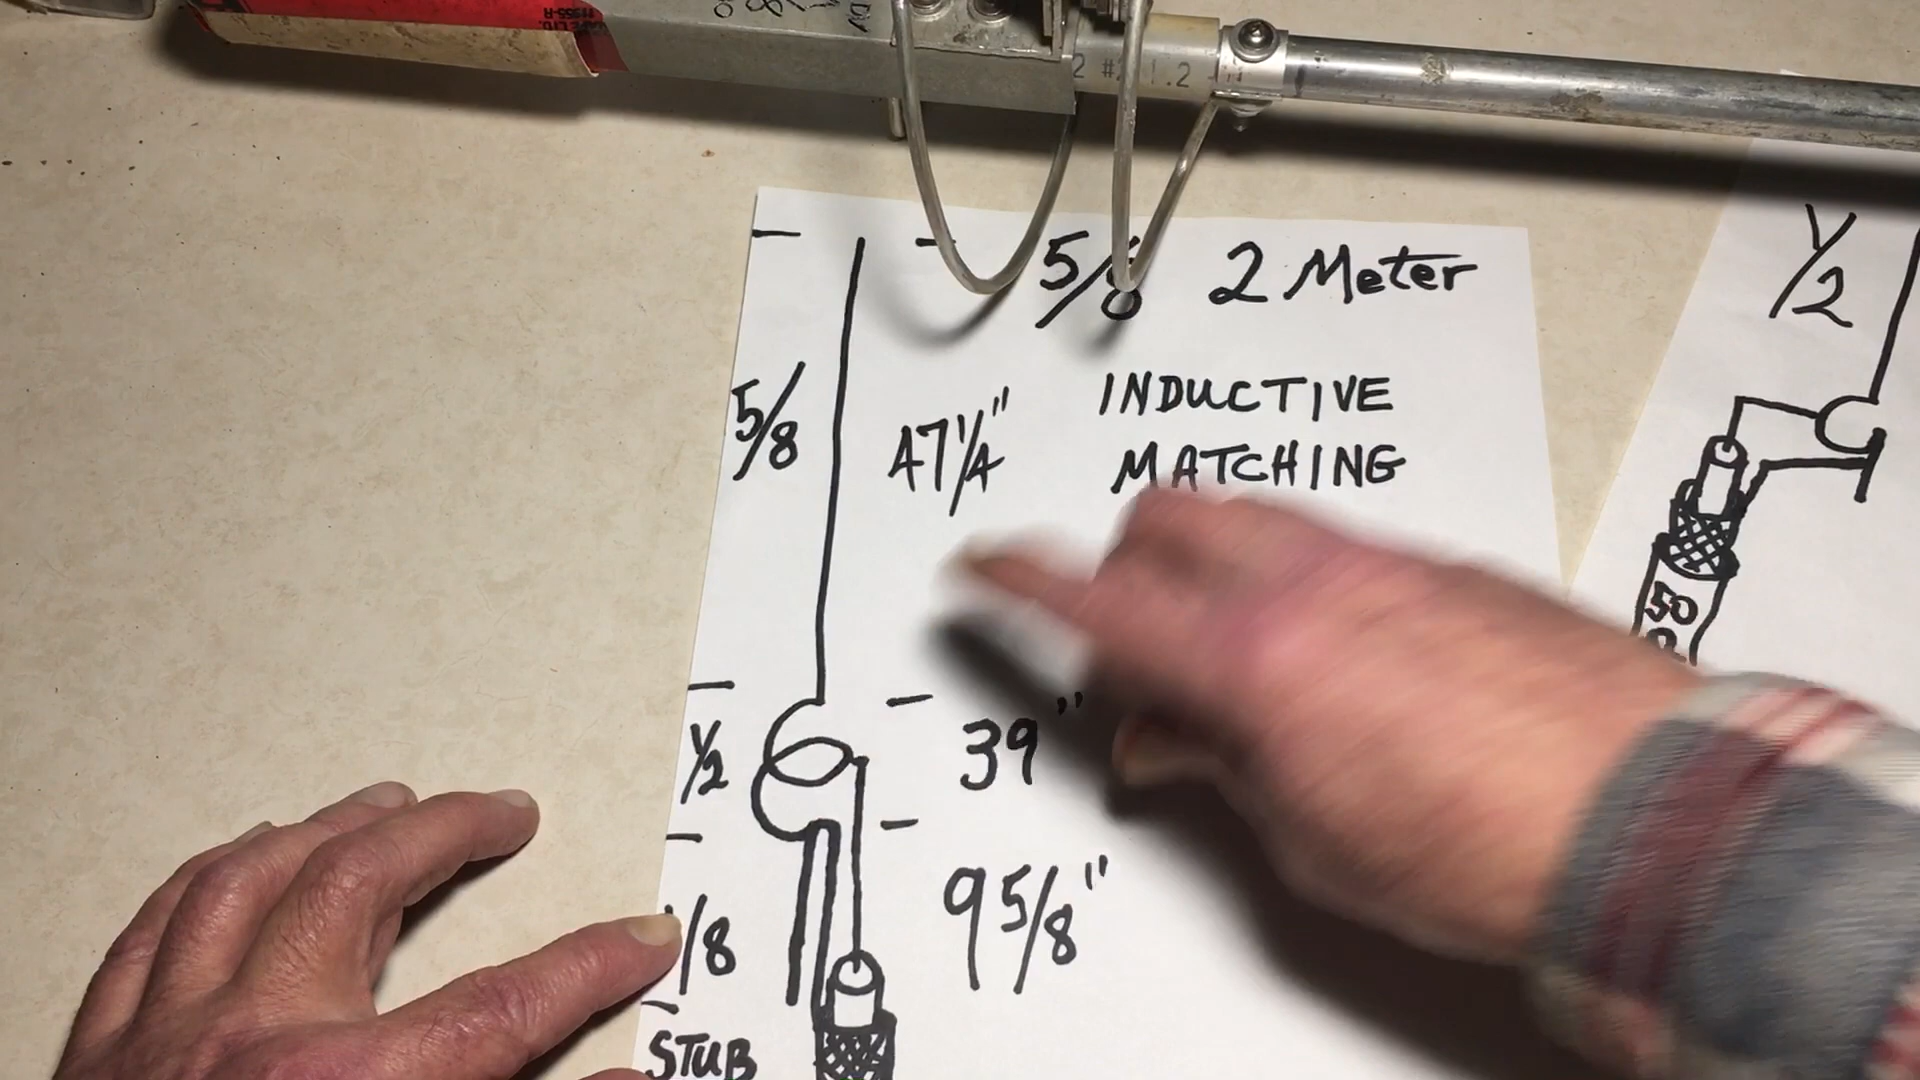 5/8 2 Meter
INDUCTIVE
MATCHING
5/8
47 1/4"
1/2
39"
1/8
9 5/8"
STUB
1/2
50